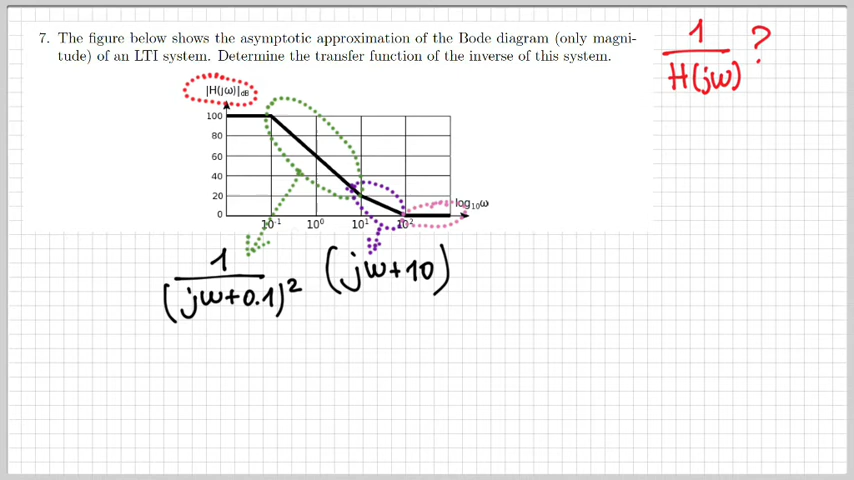 7. The figure below shows the asymptotic approximation of the Bode diagram (only magni-
tude) of an LTI system. Determine the transfer function of the inverse of this system.
1/H(jω) ?
|H(jω)|dB
100
80
60
40
20
0
10⁻¹ 10⁰ 10¹ 10² log₁₀ω
1/(jω+0.1)² (jω+10)